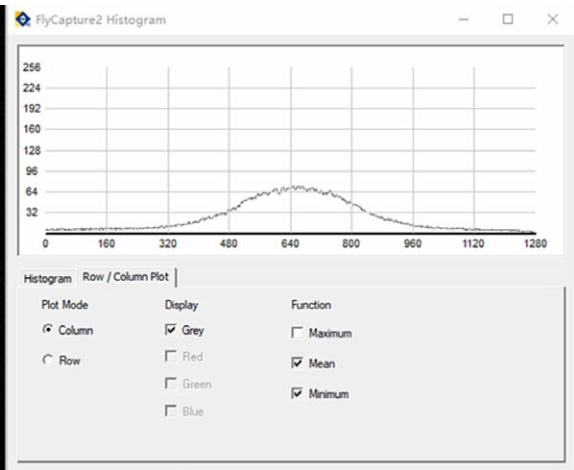 FlyCapture2 Histogram
256
224
192
160
128
96
64
32
0 160 320 480 640 800 960 1120 1280
Histogram Row / Column Plot
Plot Mode Display Function
Column Grey Maximum
Row Red Mean
Green Minimum
Blue